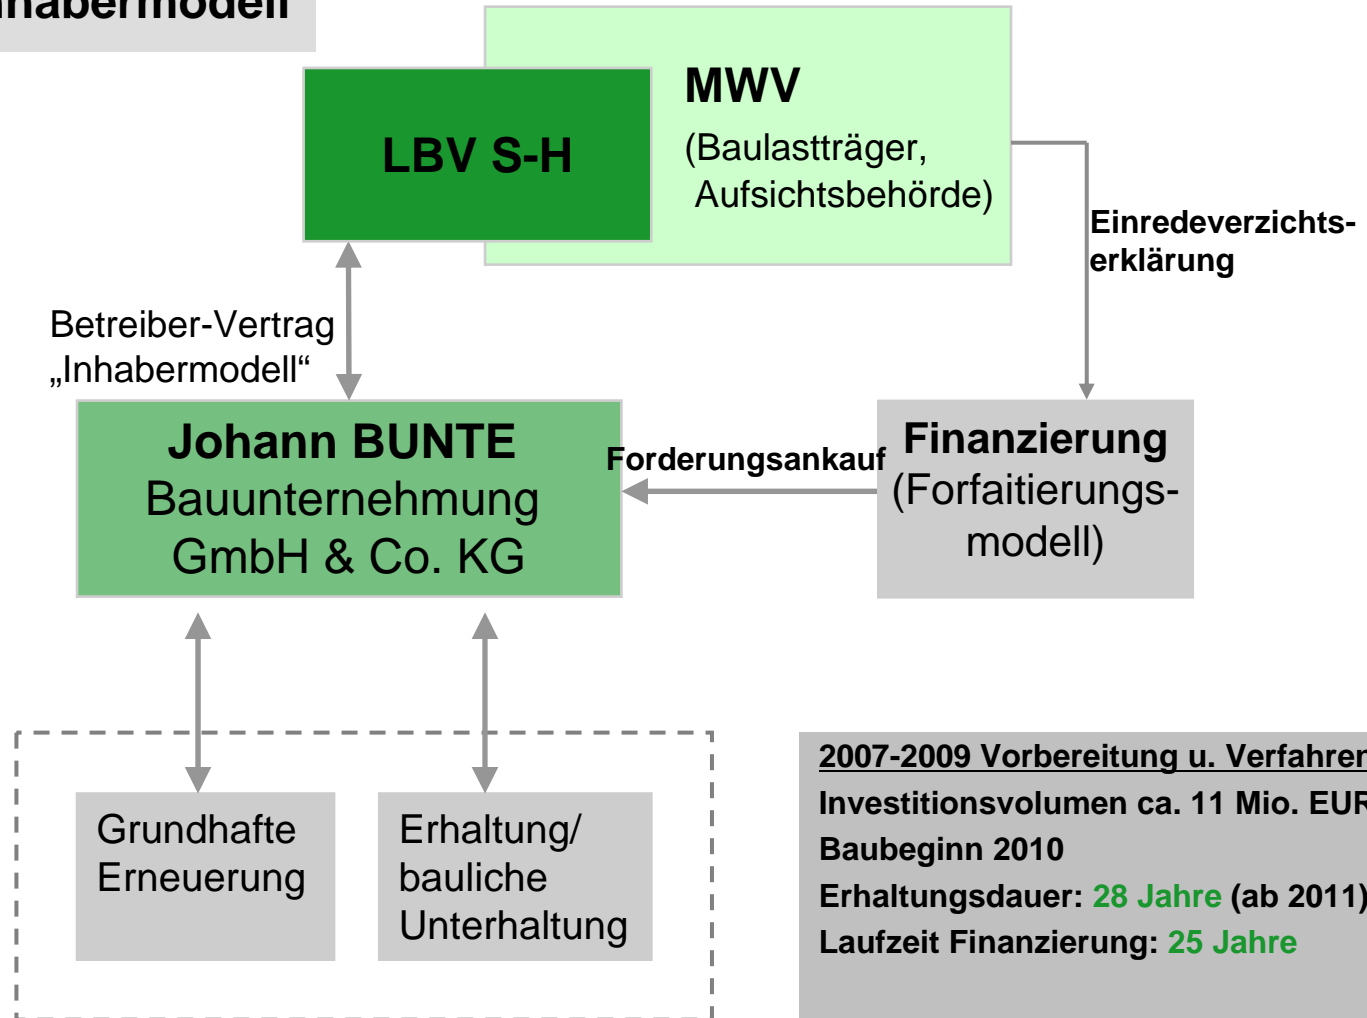 nhabermodell
MWV
(Baulastträger,
Aufsichtsbehörde)
LBV S-H
Einredeverzichts-
erklärung
Betreiber-Vertrag
„Inhabermodell“
Johann BUNTE
Bauunternehmung
GmbH & Co. KG
Forderungsankauf
Finanzierung
(Forfaitierungs-
modell)
Grundhafte
Erneuerung
Erhaltung/
bauliche
Unterhaltung
2007-2009 Vorbereitung u. Verfahren
Investitionsvolumen ca. 11 Mio. EUR
Baubeginn 2010
Erhaltungsdauer: 28 Jahre (ab 2011)
Laufzeit Finanzierung: 25 Jahre